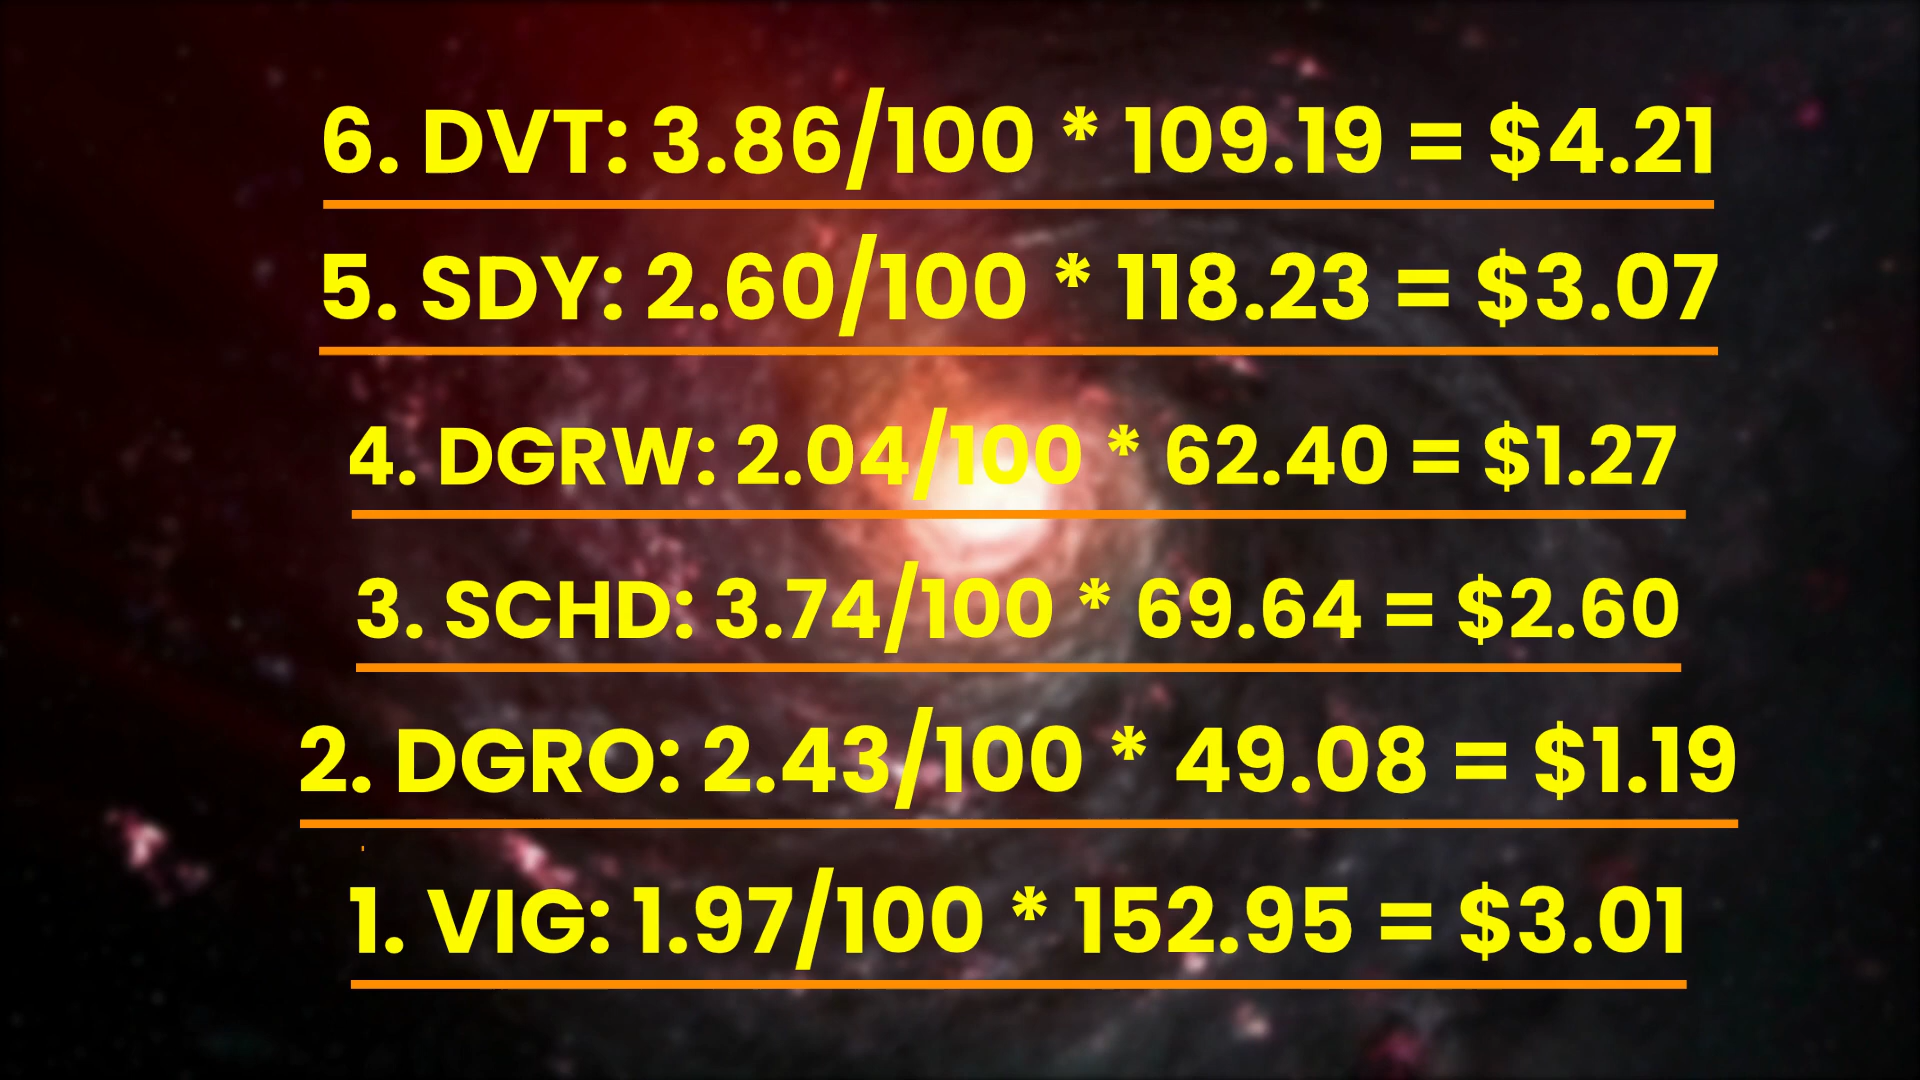 6. DVT: 3.86/100 * 109.19 = $4.21
5. SDY: 2.60/100 * 118.23 = $3.07
4. DGRW: 2.04/100 * 62.40 = $1.27
3. SCHD: 3.74/100 * 69.64 = $2.60
2. DGRO: 2.43/100 * 49.08 = $1.19
1. VIG: 1.97/100 * 152.95 = $3.01